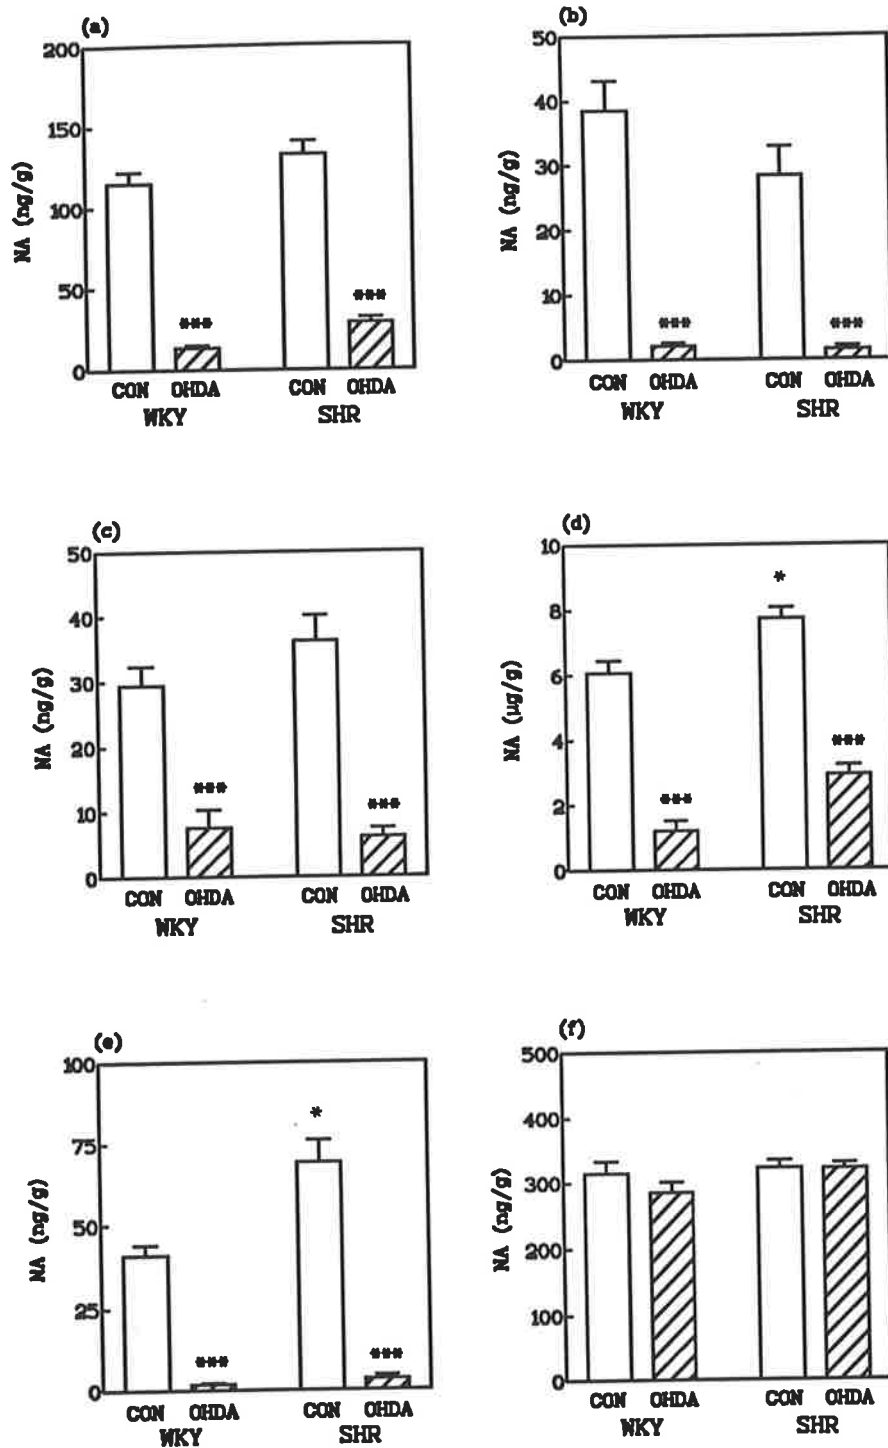 (a)
200
150
100
50
0
NA (ng/g)
***
***
CON OHDA CON OHDA
WKY SHR
(b)
50
40
30
20
10
0
NA (ng/g)
***
***
CON OHDA CON OHDA
WKY SHR
(c)
50
40
30
20
10
0
NA (ng/g)
***
***
CON OHDA CON OHDA
WKY SHR
(d)
10
8
6
4
2
0
NA (µg/g)
*
***
***
CON OHDA CON OHDA
WKY SHR
(e)
100
75
50
25
0
NA (ng/g)
*
***
***
CON OHDA CON OHDA
WKY SHR
(f)
500
400
300
200
100
0
NA (ng/g)
CON OHDA CON OHDA
WKY SHR